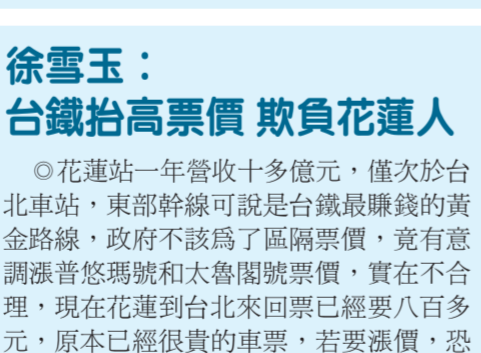 徐雪玉：
台鐵抬高票價 欺負花蓮人
◎花蓮站一年營收十多億元，僅次於台
北車站，東部幹線可說是台鐵最賺錢的黃
金路線，政府不該爲了區隔票價，竟有意
調漲普悠瑪號和太魯閣號票價，實在不合
理，現在花蓮到台北來回票已經要八百多
元，原本已經很貴的車票，若要漲價，恐